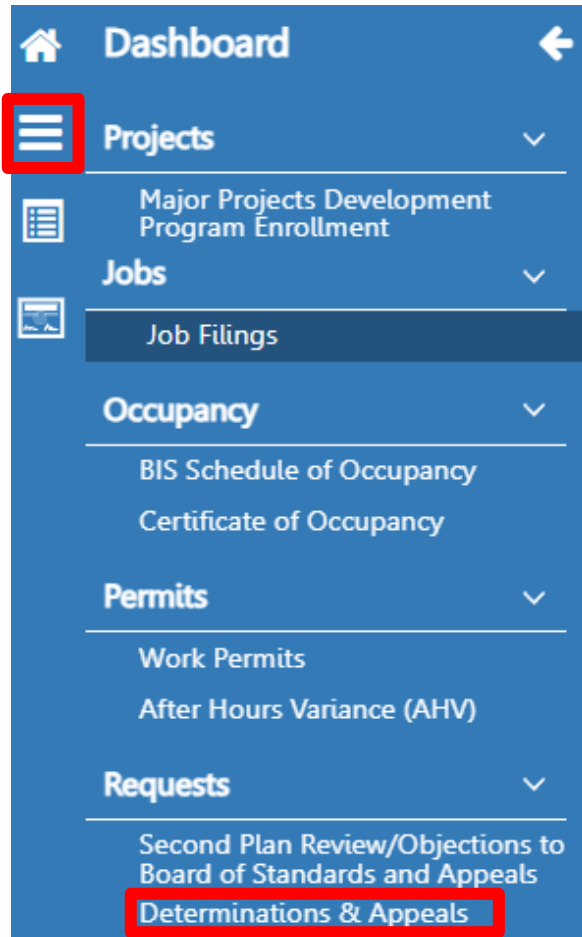 Dashboard
Projects
Major Projects Development
Program Enrollment
Jobs
Job Filings
Occupancy
BIS Schedule of Occupancy
Certificate of Occupancy
Permits
Work Permits
After Hours Variance (AHV)
Requests
Second Plan Review/Objections to
Board of Standards and Appeals
Determinations & Appeals